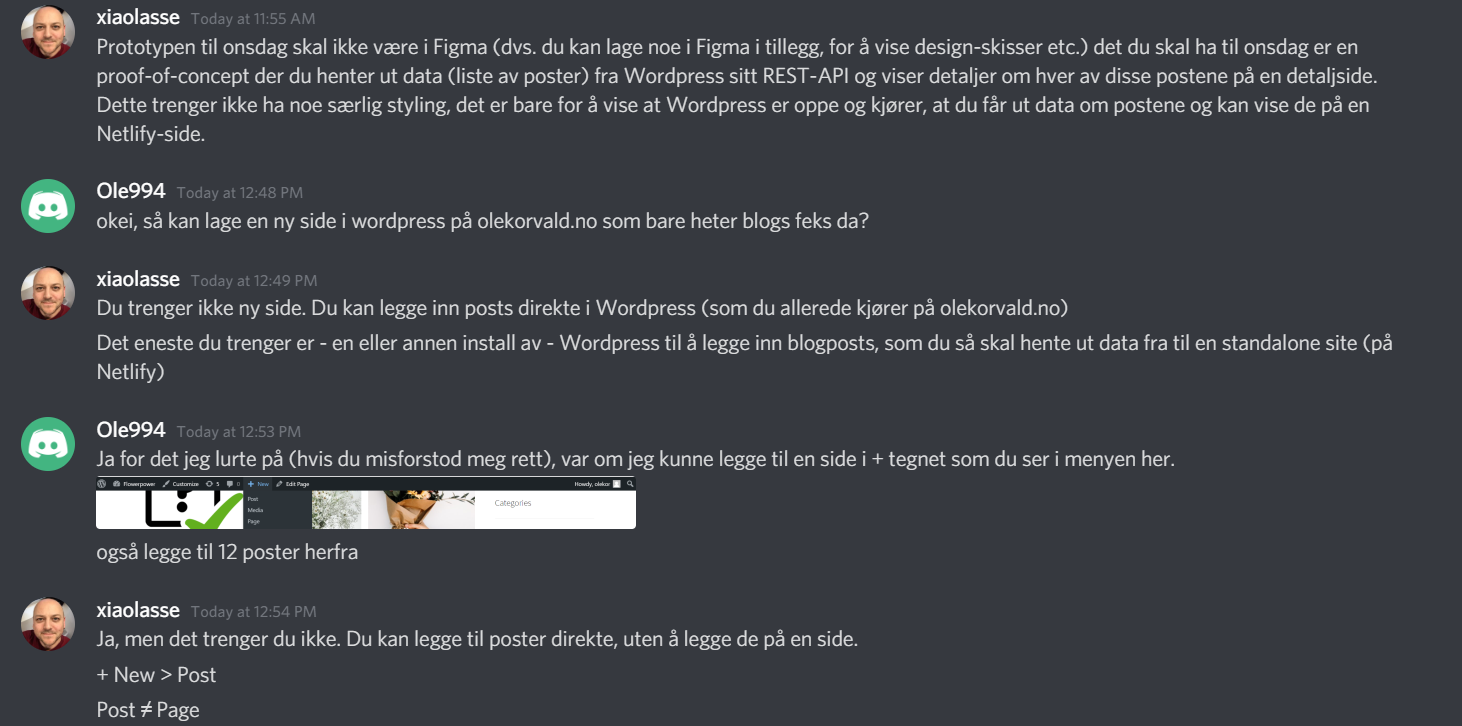 xiaolasse Today at 11:55 AM
Prototypen til onsdag skal ikke være i Figma (dvs. du kan lage noe i Figma i tillegg, for å vise design-skisser etc.) det du skal ha til onsdag er en
proof-of-concept der du henter ut data (liste av poster) fra Wordpress sitt REST-API og viser detaljer om hver av disse postene på en detaljside.
Dette trenger ikke ha noe særlig styling, det er bare for å vise at Wordpress er oppe og kjører, at du får ut data om postene og kan vise de på en
Netlify-side.
Ole994 Today at 12:48 PM
okei, så kan lage en ny side i wordpress på olekorvald.no som bare heter blogs feks da?
xiaolasse Today at 12:49 PM
Du trenger ikke ny side. Du kan legge inn posts direkte i Wordpress (som du allerede kjører på olekorvald.no)
Det eneste du trenger er - en eller annen install av - Wordpress til å legge inn blogposts, som du så skal hente ut data fra til en standalone site (på
Netlify)
Ole994 Today at 12:53 PM
Ja for det jeg lurte på (hvis du misforstod meg rett), var om jeg kunne legge til en side i + tegnet som du ser i menyen her.
Flowerpower Customize 5 0 + New Edit Page Howdy, olekor
Post
Media
Page
Categories
også legge til 12 poster herfra
xiaolasse Today at 12:54 PM
Ja, men det trenger du ikke. Du kan legge til poster direkte, uten å legge de på en side.
+ New > Post
Post ≠ Page